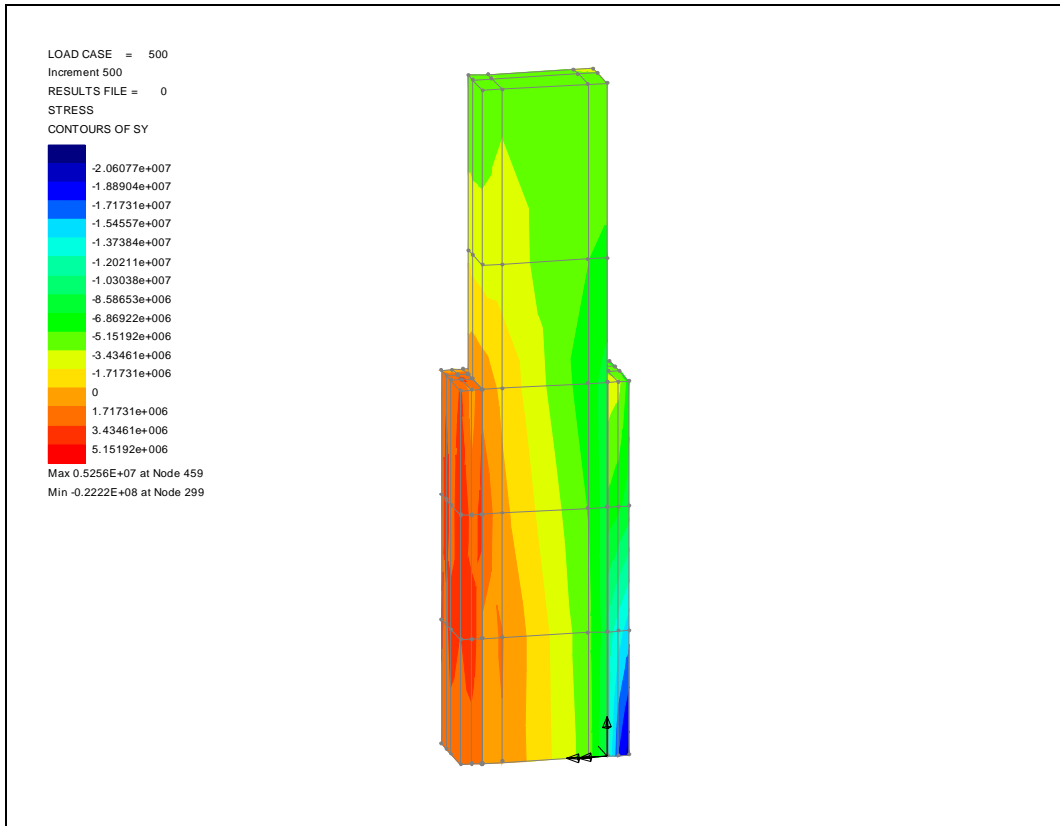 LOAD CASE = 500
Increment 500
RESULTS FILE = 0
STRESS
CONTOURS OF SY
-2.06077e+007
-1.88904e+007
-1.71731e+007
-1.54557e+007
-1.37384e+007
-1.20211e+007
-1.03038e+007
-8.58653e+006
-6.86922e+006
-5.15192e+006
-3.43461e+006
-1.71731e+006
0
1.71731e+006
3.43461e+006
5.15192e+006
Max 0.5256E+07 at Node 459
Min -0.2222E+08 at Node 299